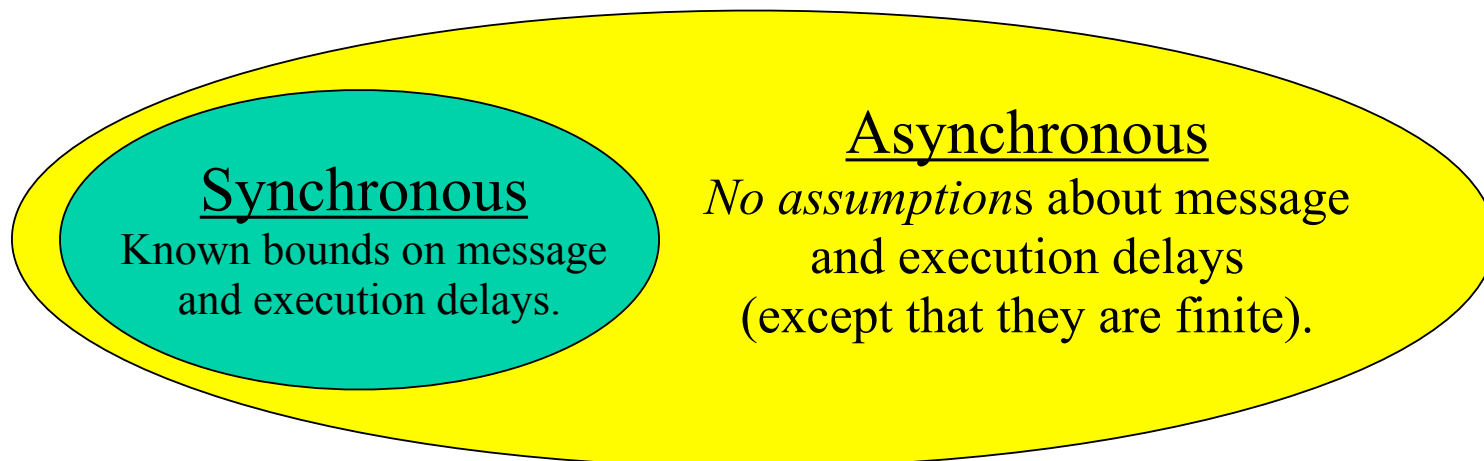 Synchronous
Known bounds on message
and execution delays.
Asynchronous
No assumptions about message
and execution delays
(except that they are finite).